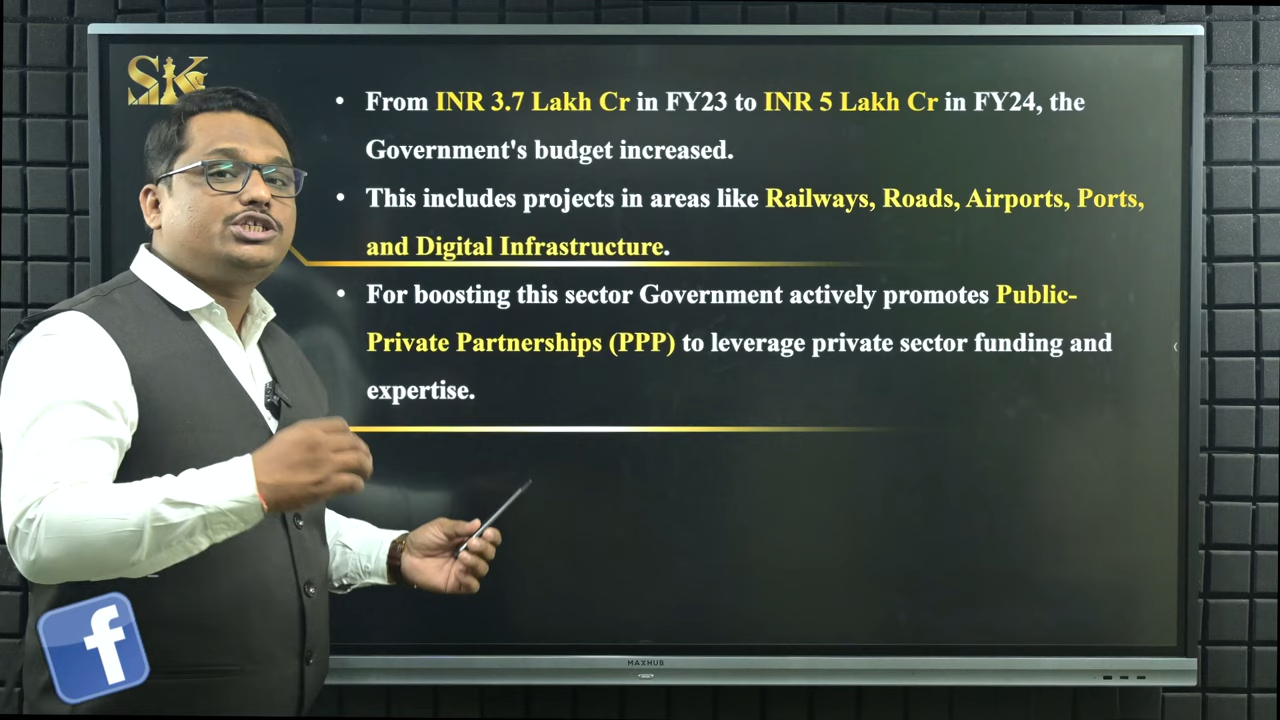 SK
• From INR 3.7 Lakh Cr in FY23 to INR 5 Lakh Cr in FY24, the
Government's budget increased.
• This includes projects in areas like Railways, Roads, Airports, Ports,
and Digital Infrastructure.
• For boosting this sector Government actively promotes Public-
Private Partnerships (PPP) to leverage private sector funding and
expertise.
MAXHUB
f